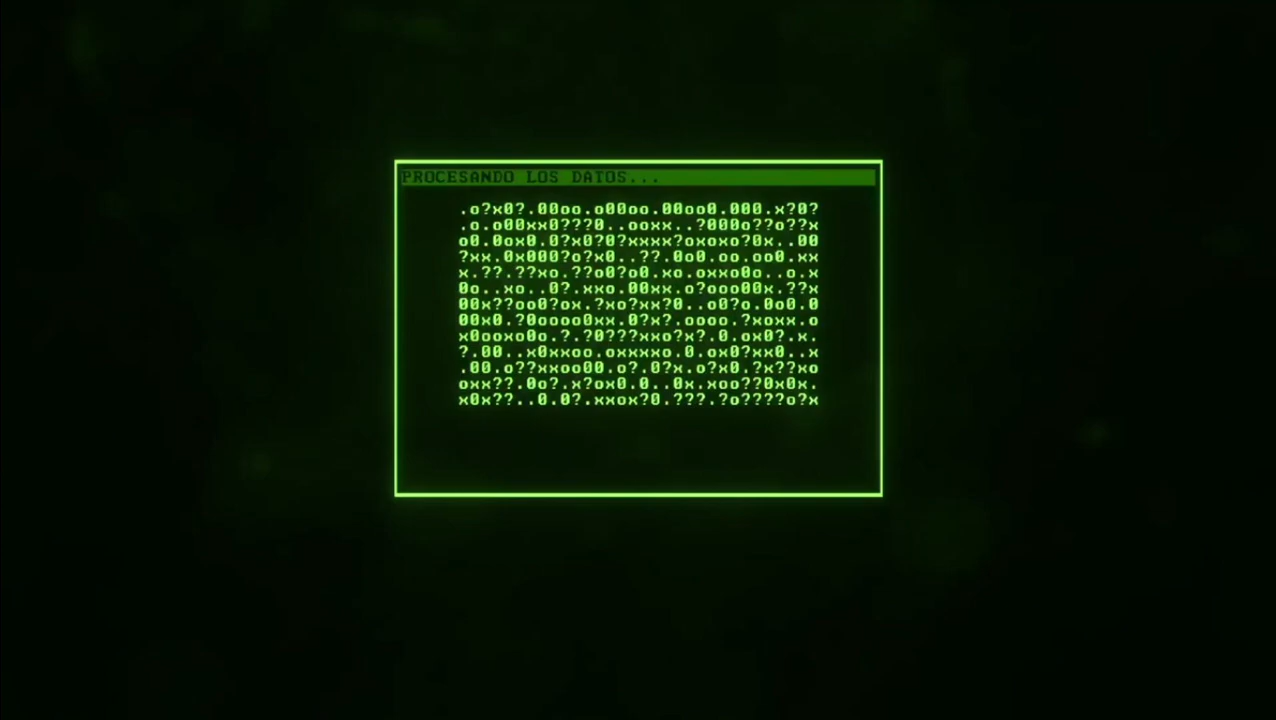 PROCESANDO LOS DATOS...
.o?x0?.00oo.o00oo.00oo0.000.x?0?
.o.o00xx0???0..ooxx..?000o??o??x
o0.0ox0.0?x0?0?xxxx?oxoxo?0x..00
?xx.0x000?o?x0..??.0o0.oo.oo0.xx
x.??.??xo.??o0?o0.xo.oxxo0o..o.x
0o..xo..0?.xxo.00xx.o?ooo00x.??x
00x??oo0?ox.?xo?xx?0..o0?o.0o0.0
00x0.?0oooo0xx.0?x?.oooo.?xoxx.o
x0ooxo0o.?.?0???xxo?x?.0.ox0?.x.
?.00..x0xxoo.oxxxxo.0.ox0?xx0..x
.00.o??xxoo00.o?.0?x.o?x0.?x??xo
oxx??.0o?.x?ox0.0..0x.xoo??0x0x.
x0x??..0.0?.xxox?0.???.?o????o?x